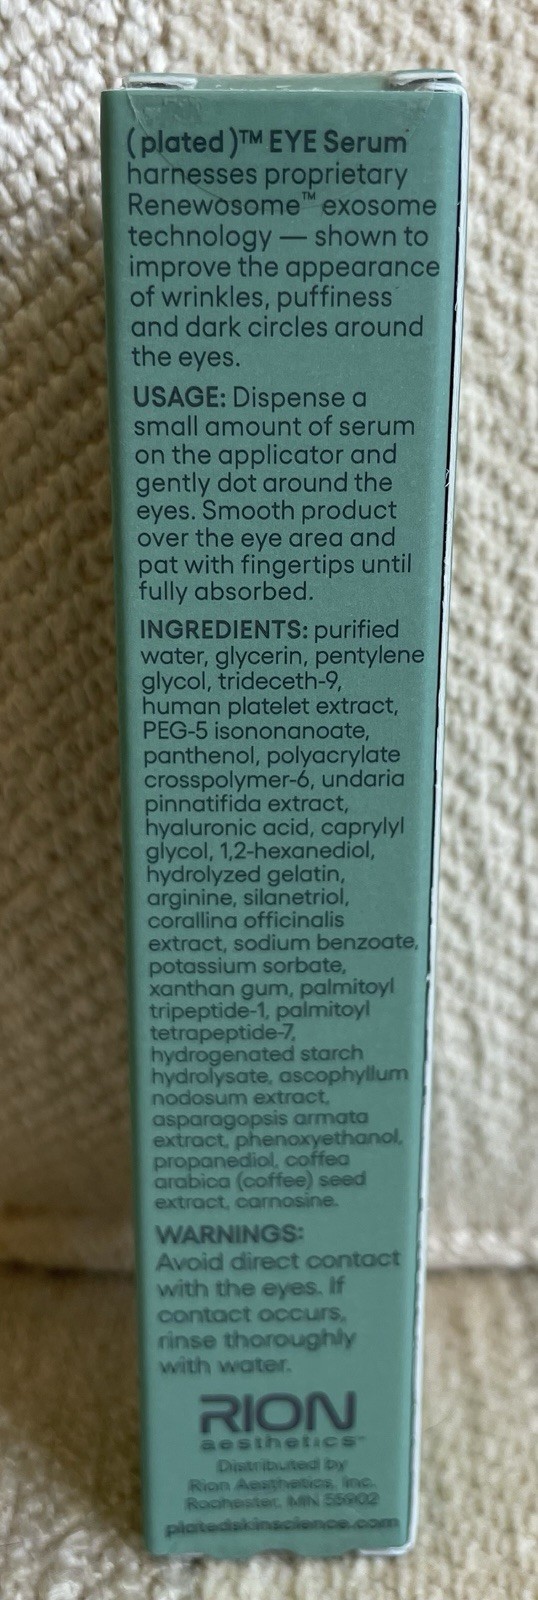 (plated)™ EYE Serum
harnesses proprietary
Renewosome™ exosome
technology — shown to
improve the appearance
of wrinkles, puffiness
and dark circles around
the eyes.
USAGE: Dispense a
small amount of serum
on the applicator and
gently dot around the
eyes. Smooth product
over the eye area and
pat with fingertips until
fully absorbed.
INGREDIENTS: purified
water, glycerin, pentylene
glycol, trideceth-9,
human platelet extract,
PEG-5 isononanoate,
panthenol, polyacrylate
crosspolymer-6, undaria
pinnatifida extract,
hyaluronic acid, caprylyl
glycol, 1,2-hexanediol,
hydrolyzed gelatin,
arginine, silanetriol,
corallina officinalis
extract, sodium benzoate,
potassium sorbate,
xanthan gum, palmitoyl
tripeptide-1, palmitoyl
tetrapeptide-7,
hydrogenated starch
hydrolysate, ascophyllum
nodosum extract,
asparagopsis armata
extract, phenoxyethanol,
propanediol, coffea
arabica (coffee) seed
extract, carnosine.
WARNINGS:
Avoid direct contact
with the eyes. If
contact occurs,
rinse thoroughly
with water.
RION
aesthetics™
Distributed by
Rion Aesthetics, Inc.
Rochester, MN 55902
platedskinscience.com